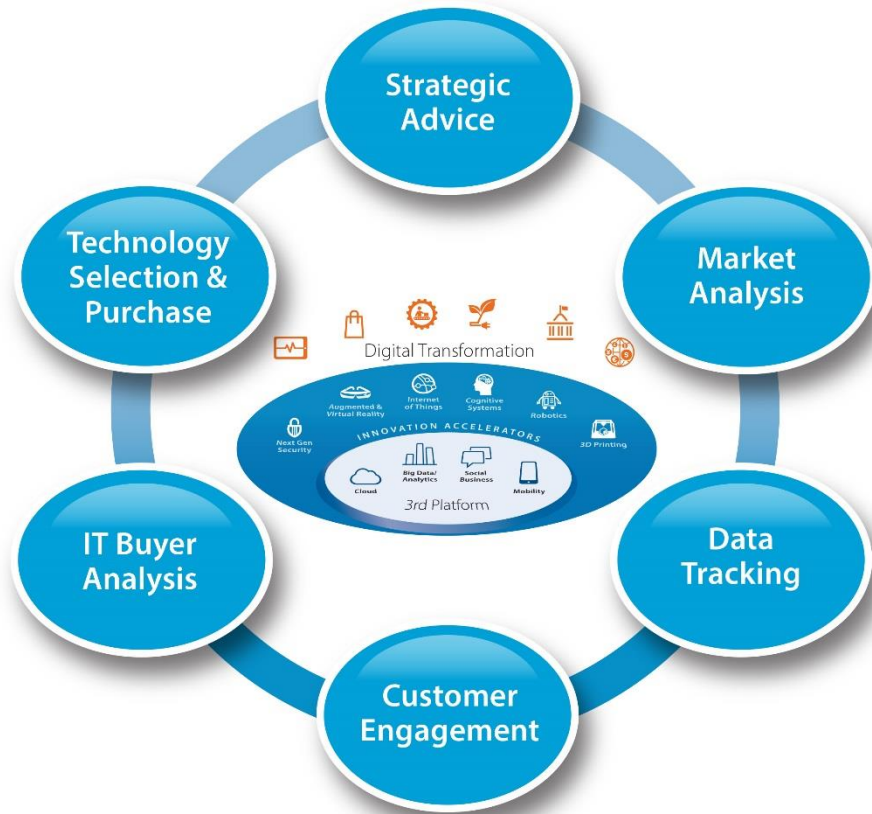 Strategic
Advice
Technology
Selection &
Purchase
Market
Analysis
Digital Transformation
Augmented &
Virtual Reality
Internet
of Things
Cognitive
Systems
Robotics
Next Gen
Security
INNOVATION ACCELERATORS
3D Printing
Cloud
Big Data/
Analytics
Social
Business
Mobility
3rd Platform
IT Buyer
Analysis
Data
Tracking
Customer
Engagement